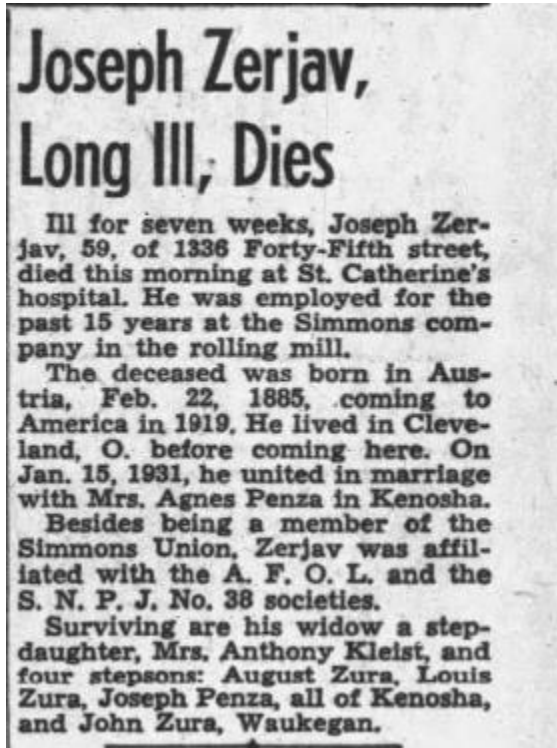 Joseph Zerjav,
Long Ill, Dies
Ill for seven weeks, Joseph Zer-
jav, 59, of 1336 Forty-Fifth street,
died this morning at St. Catherine's
hospital. He was employed for the
past 15 years at the Simmons com-
pany in the rolling mill.
The deceased was born in Aus-
tria, Feb. 22, 1885, coming to
America in 1919. He lived in Cleve-
land, O. before coming here. On
Jan. 15, 1931, he united in marriage
with Mrs. Agnes Penza in Kenosha.
Besides being a member of the
Simmons Union, Zerjav was affil-
iated with the A. F. O. L. and the
S. N. P. J. No. 38 societies.
Surviving are his widow a step-
daughter, Mrs. Anthony Kleist, and
four stepsons: August Zura, Louis
Zura, Joseph Penza, all of Kenosha,
and John Zura, Waukegan.